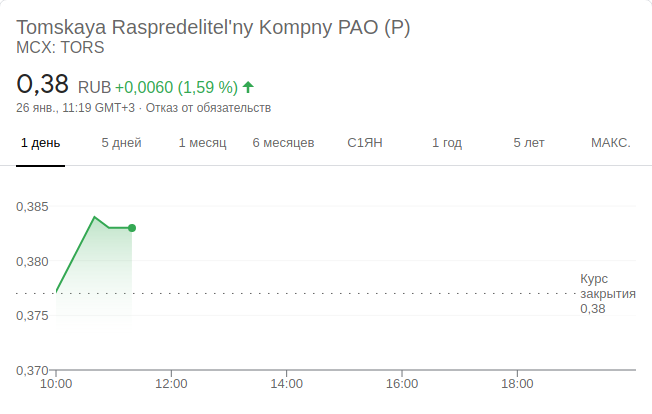 Tomskaya Raspredelitel'ny Kompny PAO (P)
MCX: TORS
0,38 RUB +0,0060 (1,59 %)
26 янв., 11:19 GMT+3 · Отказ от обязательств
1 день 5 дней 1 месяц 6 месяцев С1ЯН 1 год 5 лет МАКС.
0,385
0,380
Курс
закрытия
0,38
0,375
0,370
10:00 12:00 14:00 16:00 18:00